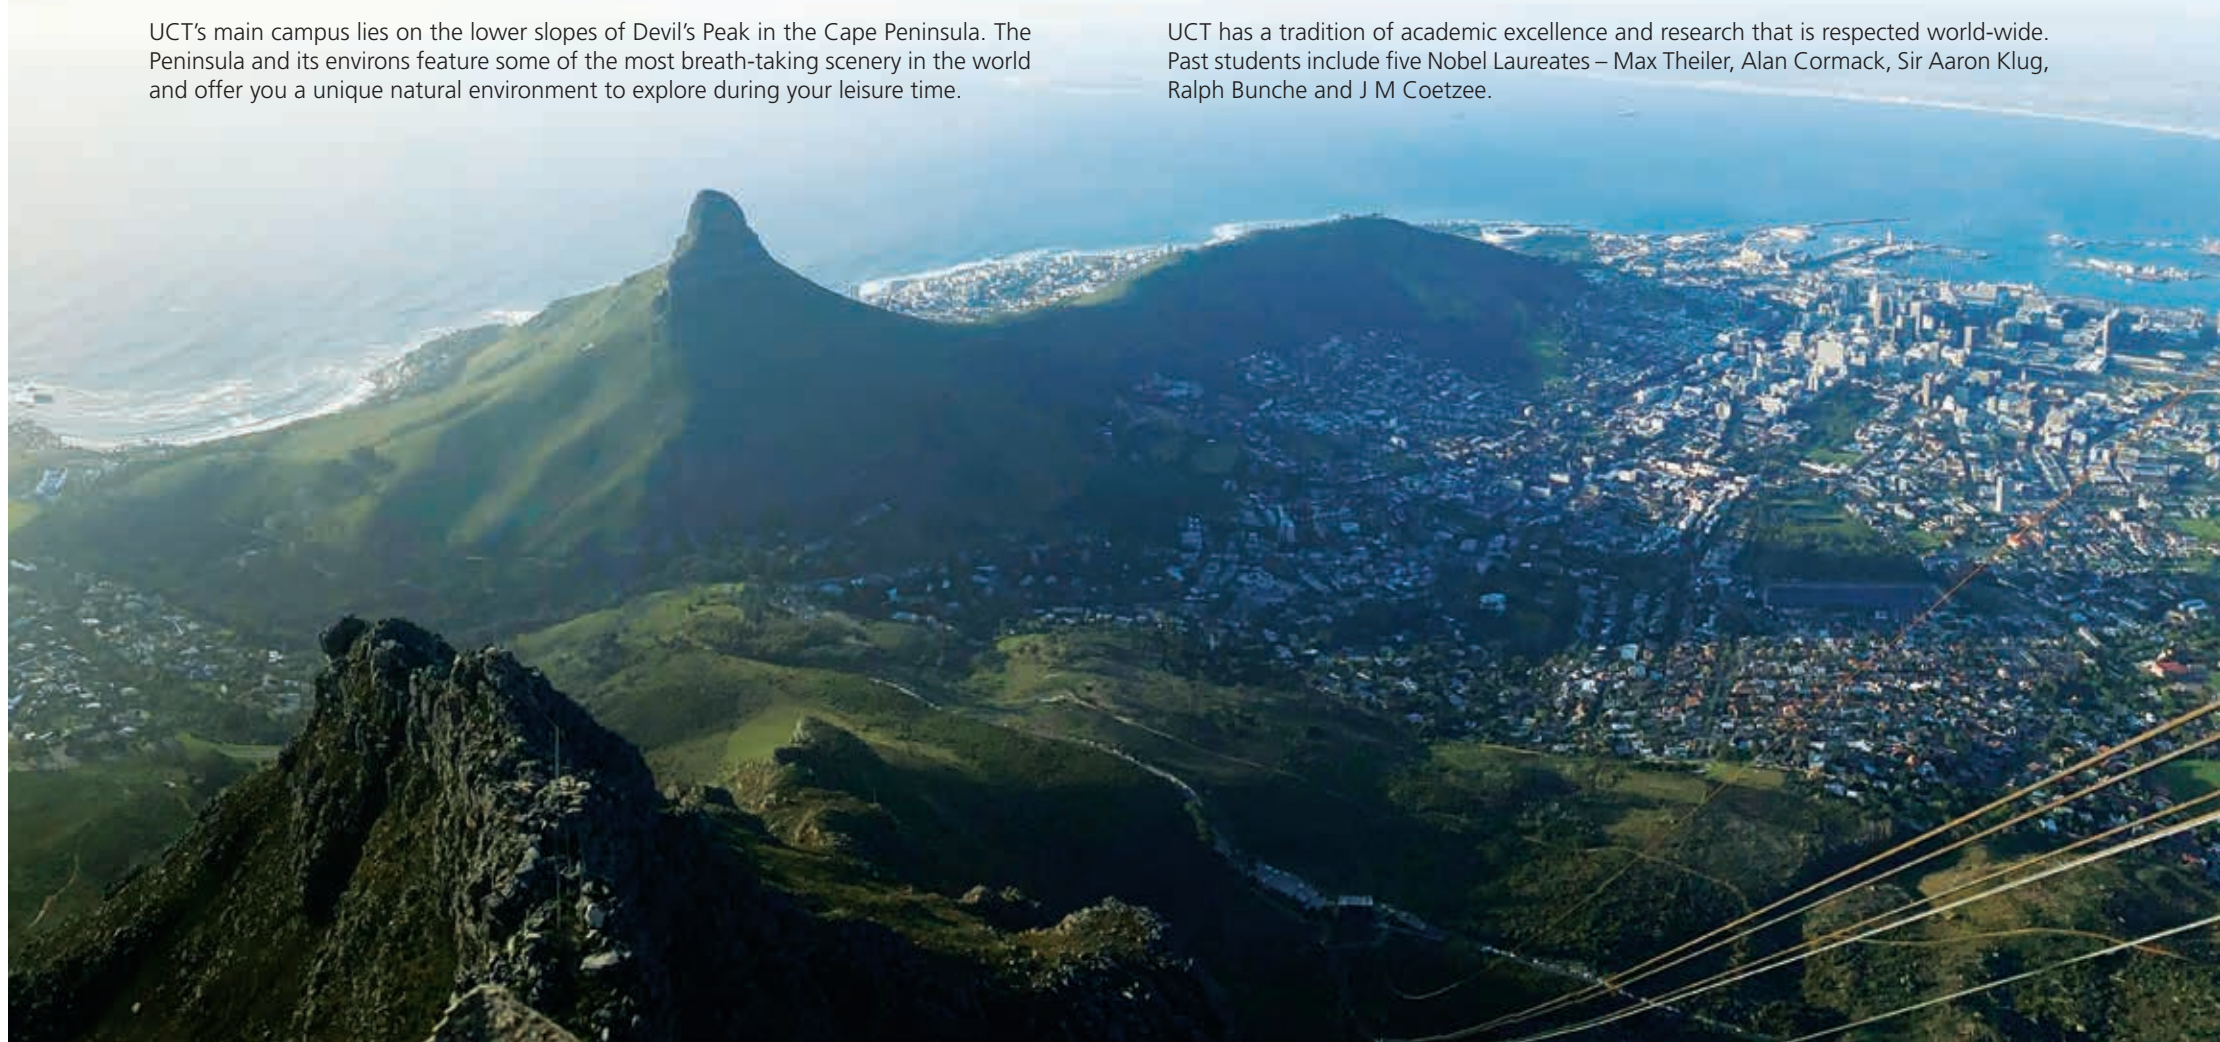 UCT’s main campus lies on the lower slopes of Devil’s Peak in the Cape Peninsula. The
Peninsula and its environs feature some of the most breath-taking scenery in the world
and offer you a unique natural environment to explore during your leisure time.
UCT has a tradition of academic excellence and research that is respected world-wide.
Past students include five Nobel Laureates – Max Theiler, Alan Cormack, Sir Aaron Klug,
Ralph Bunche and J M Coetzee.